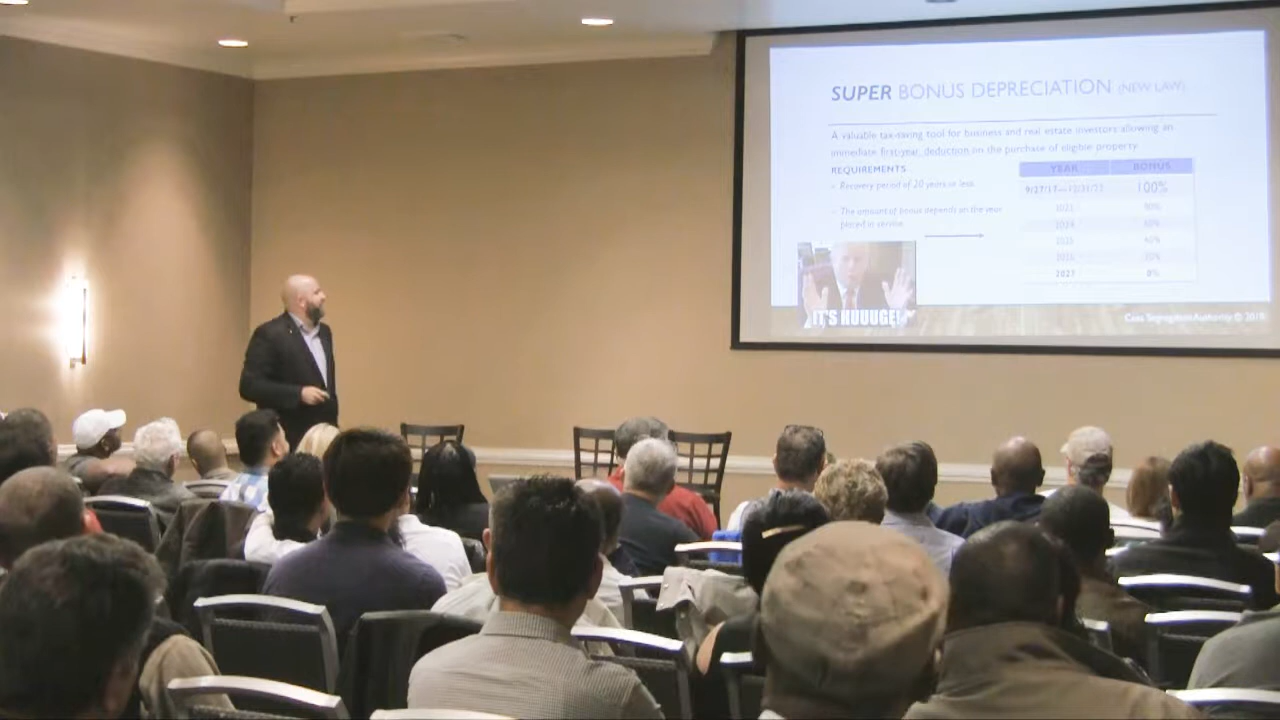 SUPER BONUS DEPRECIATION (NEW LAW)
A valuable tax-saving tool for business and real estate investors allowing an
immediate first-year, deduction on the purchase of eligible property
REQUIREMENTS
- Recovery period of 20 years or less
- The amount of bonus depends on the year
placed in service
YEAR BONUS
9/27/17—12/31/22 100%
2023 80%
2024 60%
2025 40%
2026 20%
2027 0%
IT'S HUUUGE!
Cost Segregation Authority © 2019